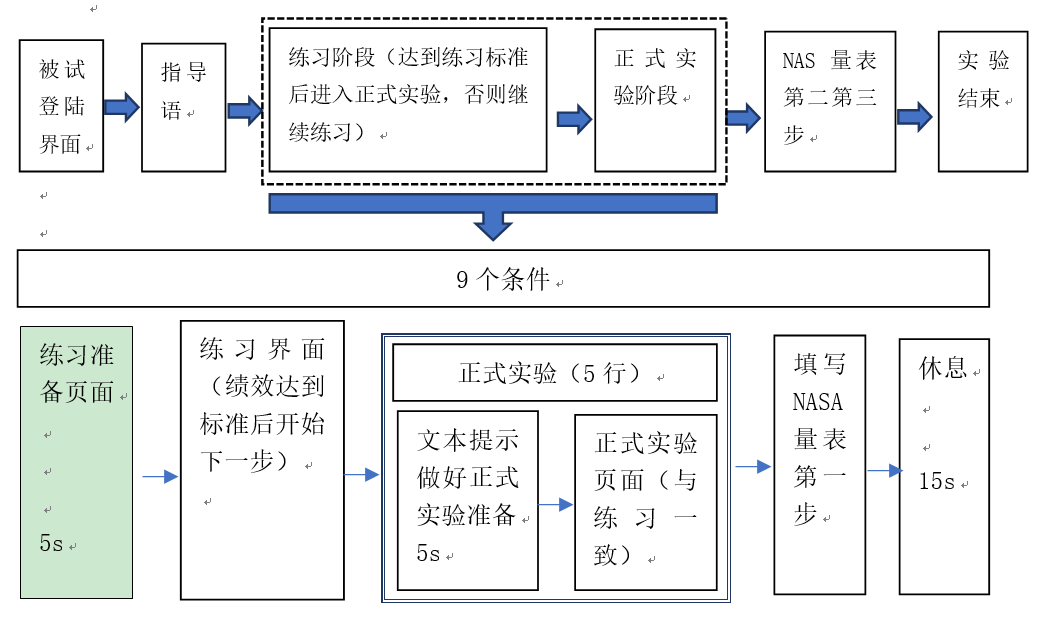 被试
登陆
界面
指导
语
练习阶段（达到练习标准
后进入正式实验，否则继
续练习）
正式实
验阶段
NAS 量表
第二第三
步
实验
结束
9 个条件
练习准
备页面
5s
练习界面
（绩效达到
标准后开始
下一步）
正式实验（5 行）
文本提示
做好正式
实验准备
5s
正式实验
页面（与
练习一
致）
填写
NASA
量表
第一
步
休息
15s